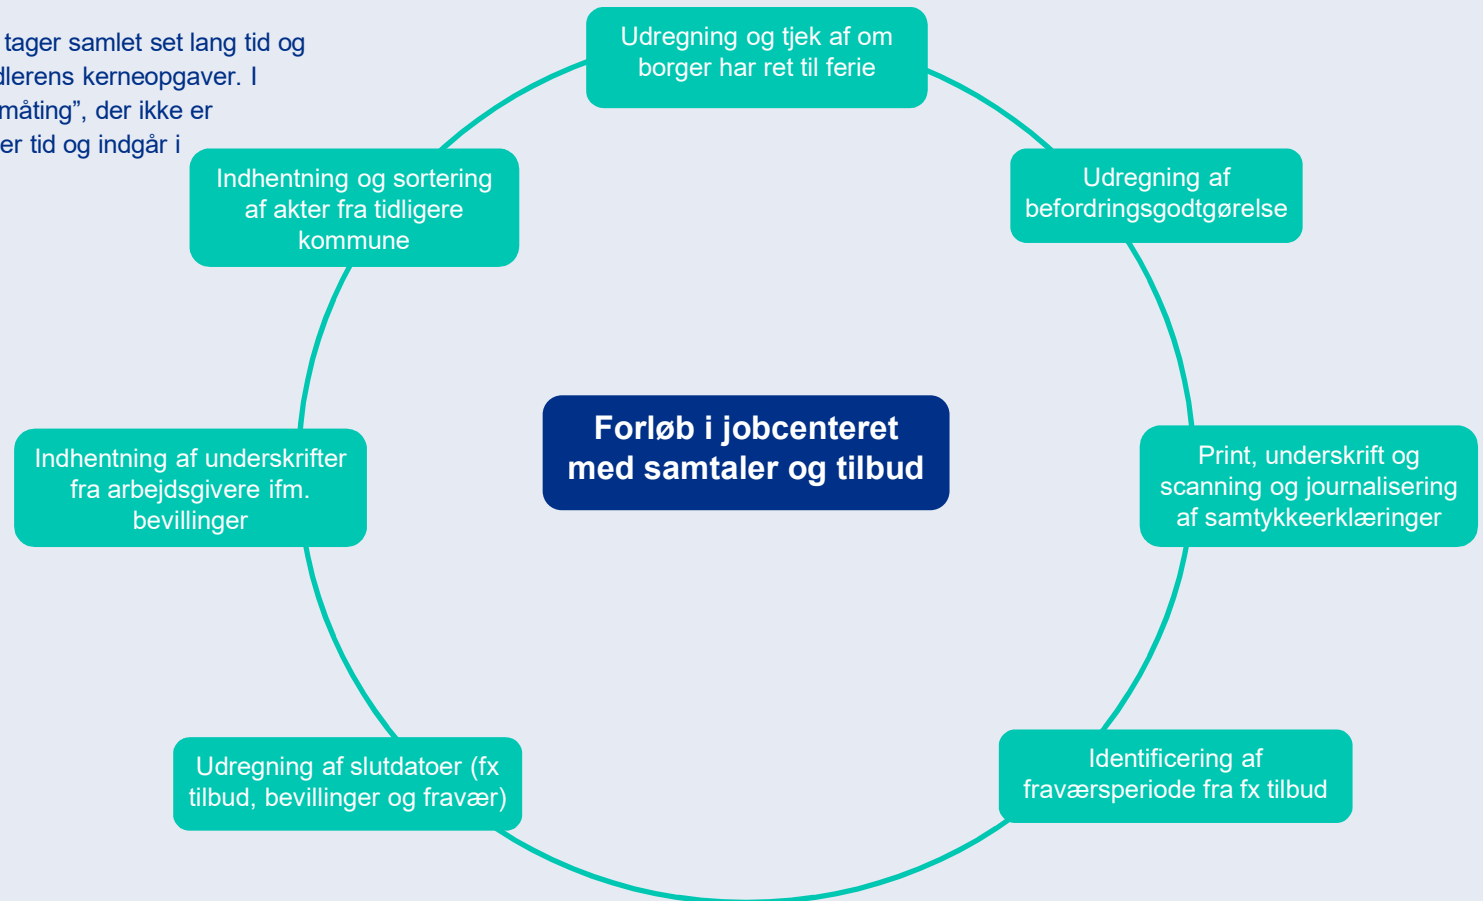 tager samlet set lang tid og
dlerens kerneopgaver. I
måting”, der ikke er
er tid og indgår i
Udregning og tjek af om
borger har ret til ferie
Indhentning og sortering
af akter fra tidligere
kommune
Udregning af
befordringsgodtgørelse
Forløb i jobcenteret
med samtaler og tilbud
Indhentning af underskrifter
fra arbejdsgivere ifm.
bevillinger
Print, underskrift og
scanning og journalisering
af samtykkeerklæringer
Udregning af slutdatoer (fx
tilbud, bevillinger og fravær)
Identificering af
fraværsperiode fra fx tilbud